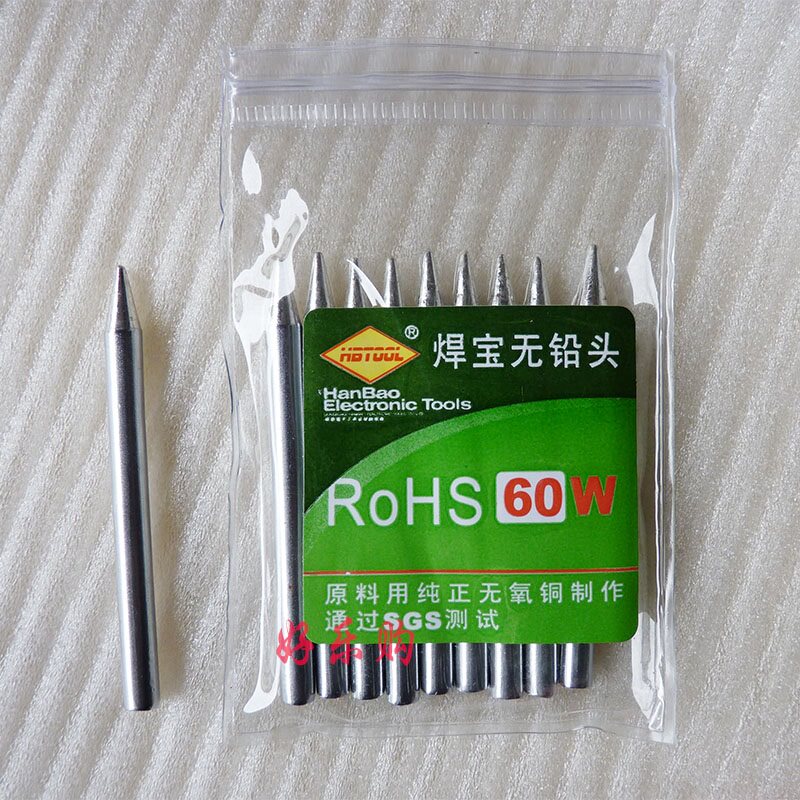 HBTOOL®
焊宝无铅头
HanBao
Electronic Tools
RoHS 60W
原料用纯正无氧铜制作
通过SGS测试
好乐购